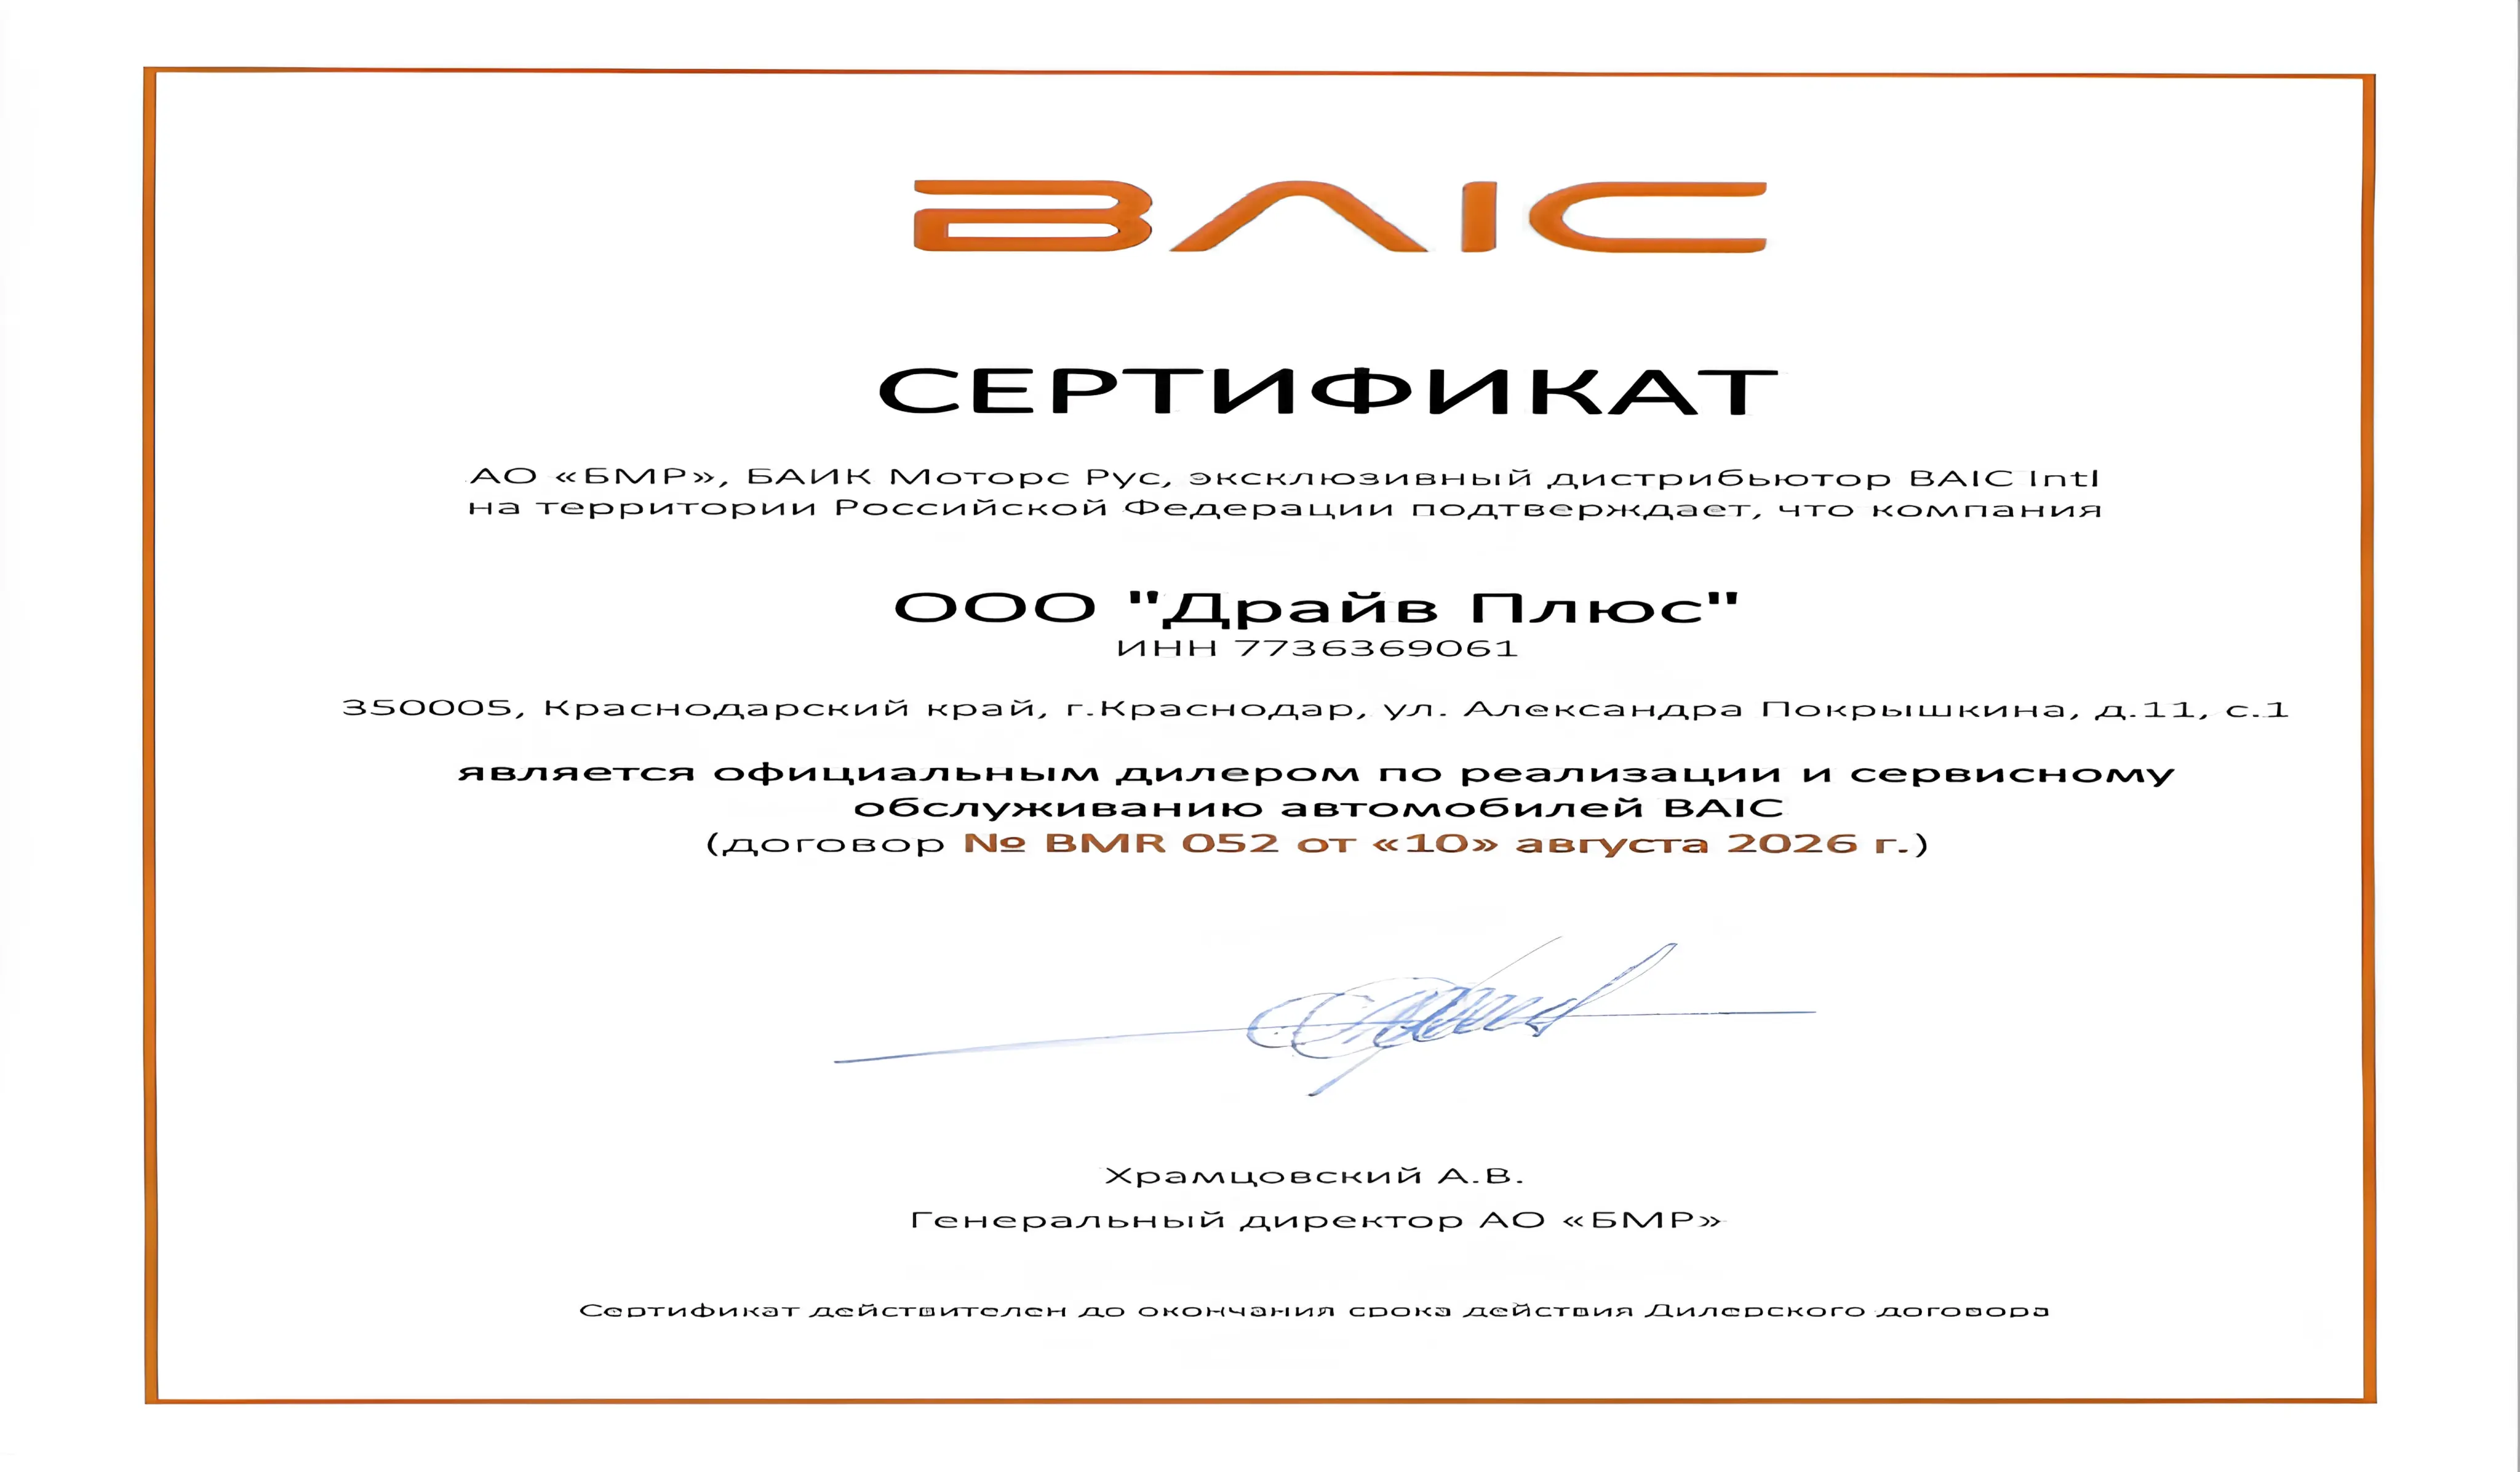 BAIC
СЕРТИФИКАТ
АО «БМР», БАИК Моторс Рус, эксклюзивный дистрибьютор BAIC Intl
на территории Российской Федерации подтверждает, что компания
ООО "Драйв Плюс"
ИНН 7736369061
350005, Краснодарский край, г.Краснодар, ул. Александра Покрышкина, д.11, с.1
является официальным дилером по реализации и сервисному
обслуживанию автомобилей BAIC
(договор № BMR 052 от «10» августа 2026 г.)
Храмцовский А.В.
Генеральный директор АО «БМР»
Сертификат действителен до окончания срока действия Дилерского договора